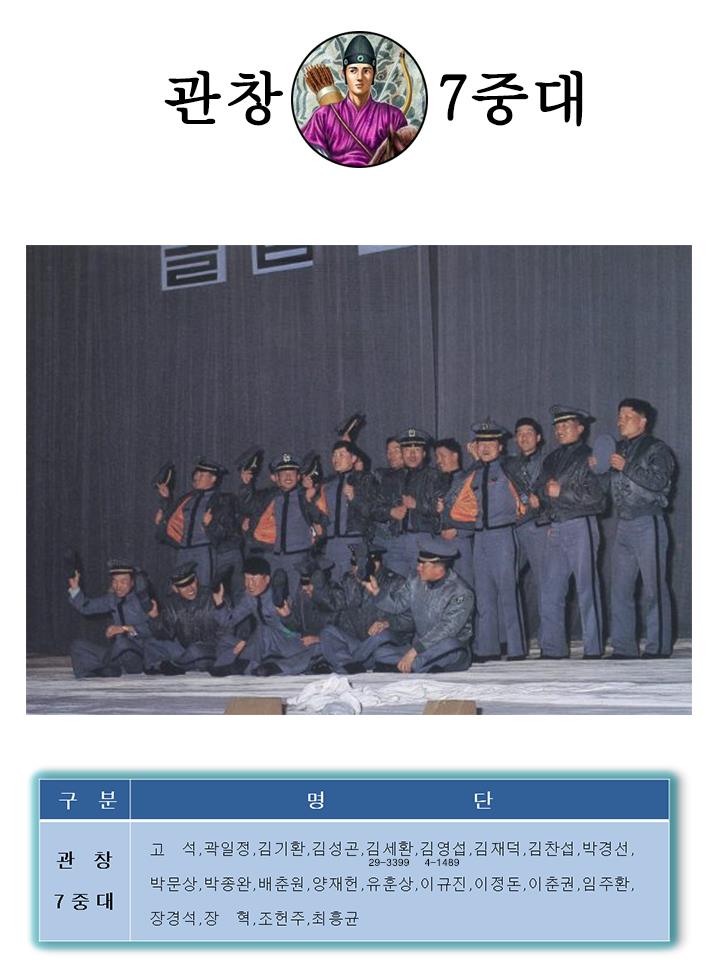 관창 7중대
구 분 명 단
관 창
7중대
고 석,곽일정,김기환,김성곤,김세환,김영섭,김재덕,김찬섭,박경선,
29-3399 4-1489
박문상,박종완,배춘원,양재헌,유훈상,이규진,이정돈,이춘권,임주환,
장경석,장 혁,조헌주,최흥균